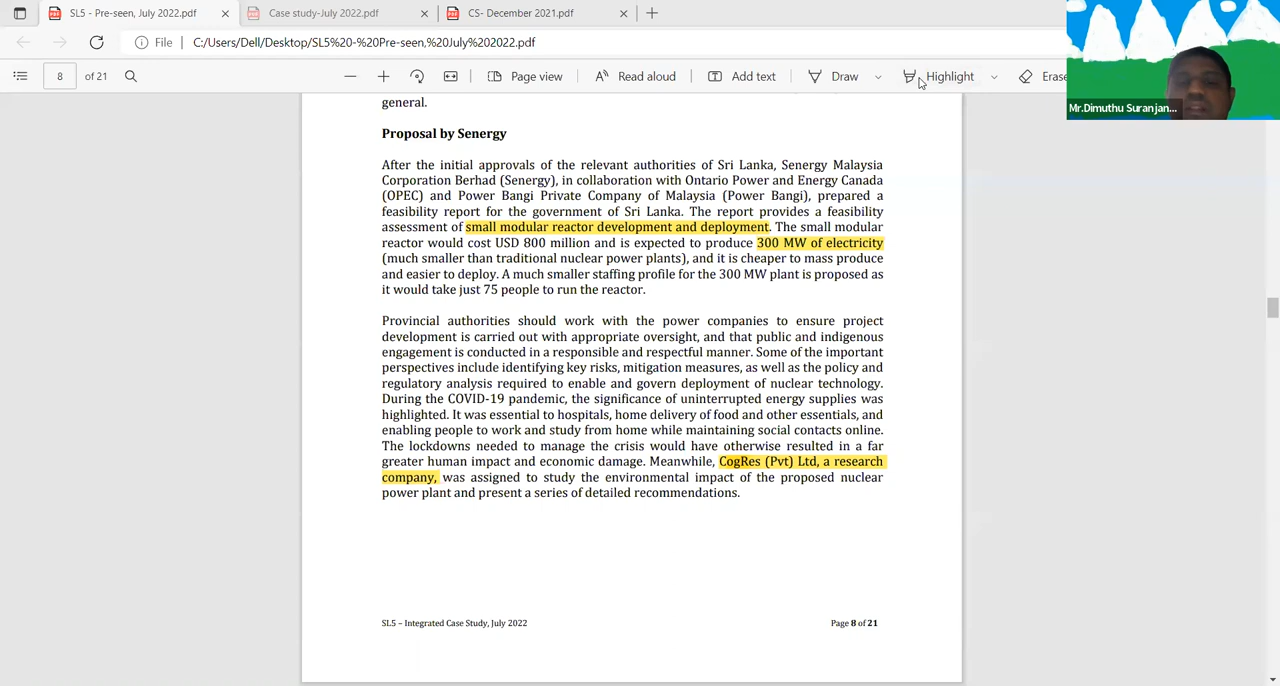 SL5 - Pre-seen, July 2022.pdf
Case study-July 2022.pdf
CS- December 2021.pdf
File
C:/Users/Dell/Desktop/SL5%20-%20Pre-seen,%20July%202022.pdf
8 of 21
Page view
Read aloud
Add text
Draw
Highlight
Erase
Mr.Dimuthu Suranjan...
general.
Proposal by Senergy
After the initial approvals of the relevant authorities of Sri Lanka, Senergy Malaysia
Corporation Berhad (Senergy), in collaboration with Ontario Power and Energy Canada
(OPEC) and Power Bangi Private Company of Malaysia (Power Bangi), prepared a
feasibility report for the government of Sri Lanka. The report provides a feasibility
assessment of small modular reactor development and deployment. The small modular
reactor would cost USD 800 million and is expected to produce 300 MW of electricity
(much smaller than traditional nuclear power plants), and it is cheaper to mass produce
and easier to deploy. A much smaller staffing profile for the 300 MW plant is proposed as
it would take just 75 people to run the reactor.
Provincial authorities should work with the power companies to ensure project
development is carried out with appropriate oversight, and that public and indigenous
engagement is conducted in a responsible and respectful manner. Some of the important
perspectives include identifying key risks, mitigation measures, as well as the policy and
regulatory analysis required to enable and govern deployment of nuclear technology.
During the COVID-19 pandemic, the significance of uninterrupted energy supplies was
highlighted. It was essential to hospitals, home delivery of food and other essentials, and
enabling people to work and study from home while maintaining social contacts online.
The lockdowns needed to manage the crisis would have otherwise resulted in a far
greater human impact and economic damage. Meanwhile, CogRes (Pvt) Ltd, a research
company, was assigned to study the environmental impact of the proposed nuclear
power plant and present a series of detailed recommendations.
SL5 – Integrated Case Study, July 2022
Page 8 of 21